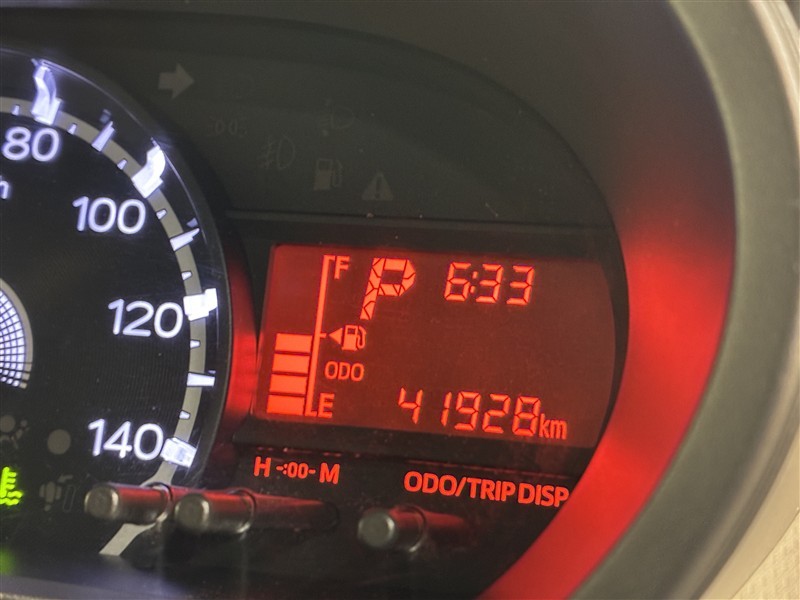 80
100
120
140
F P 6:33
ODO
E 41928km
H -:00- M ODO/TRIP DISP